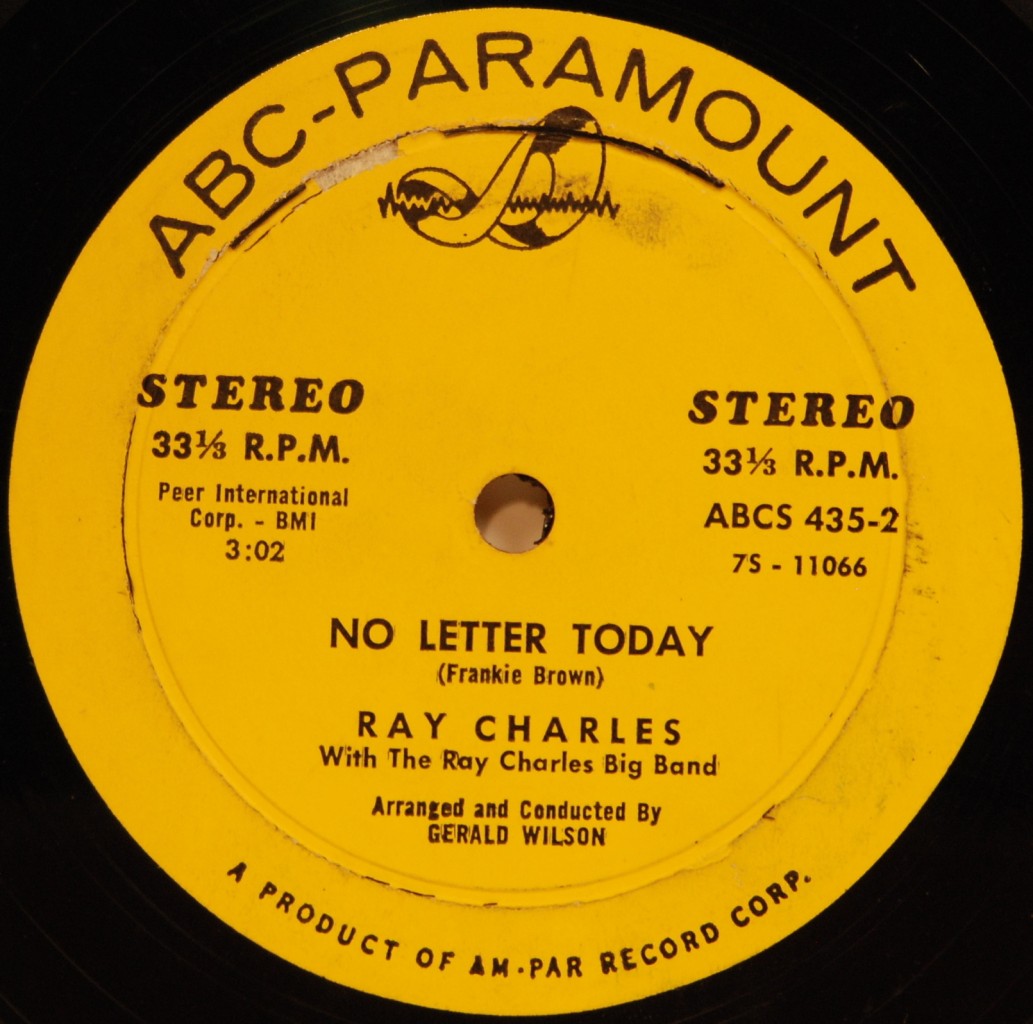 ABC-PARAMOUNT
STEREO
33⅓ R.P.M.
Peer International
Corp. - BMI
3:02
STEREO
33⅓ R.P.M.
ABCS 435-2
7S - 11066
NO LETTER TODAY
(Frankie Brown)
RAY CHARLES
With The Ray Charles Big Band
Arranged and Conducted By
GERALD WILSON
A PRODUCT OF AM-PAR RECORD CORP.